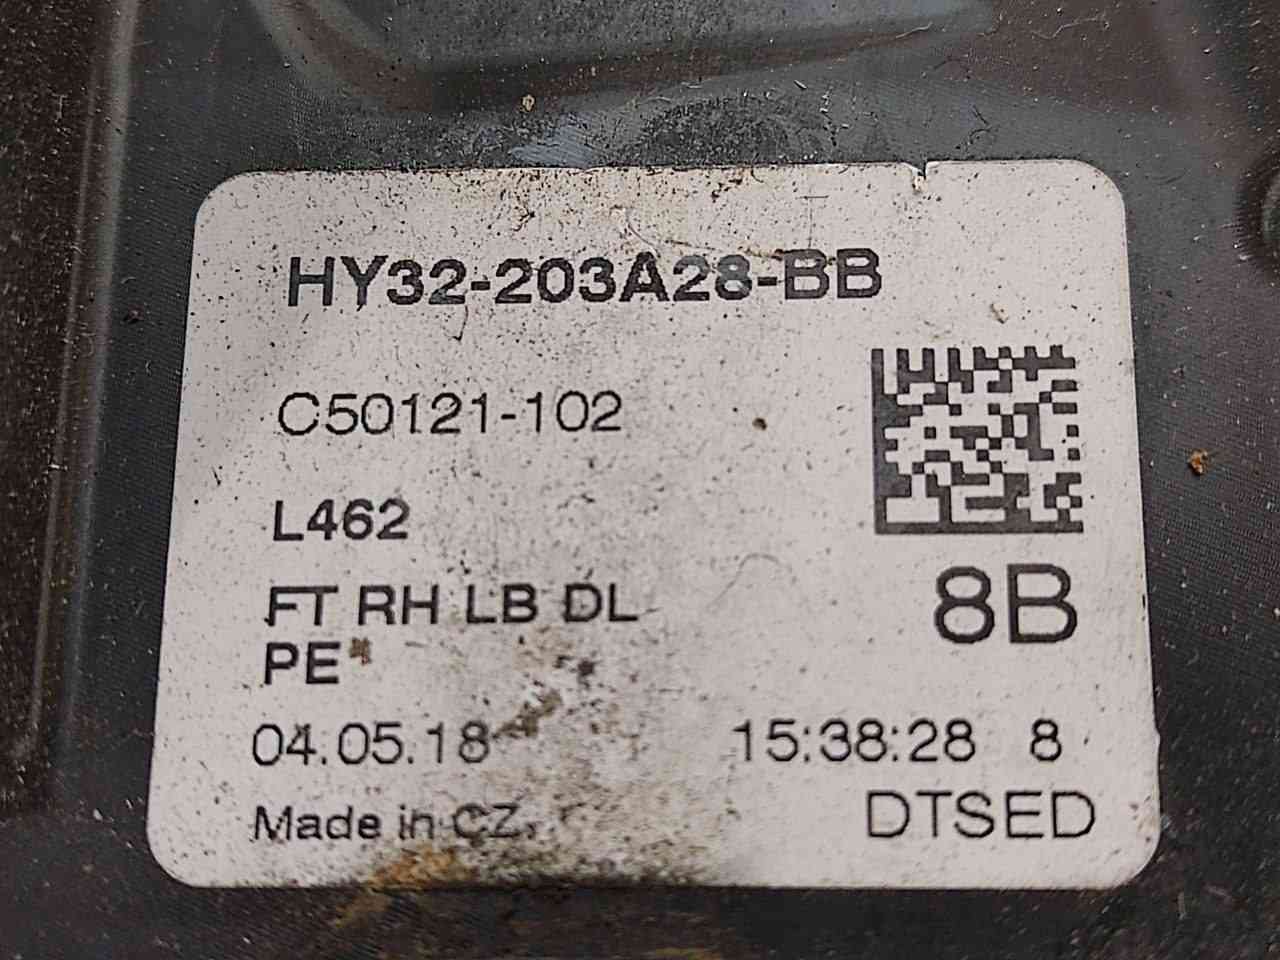 HY32-203A28-BB
C50121-102
L462
8B
FT RH LB DL
PE*
04.05.18 15:38:28 8
Made in CZ.
DTSED